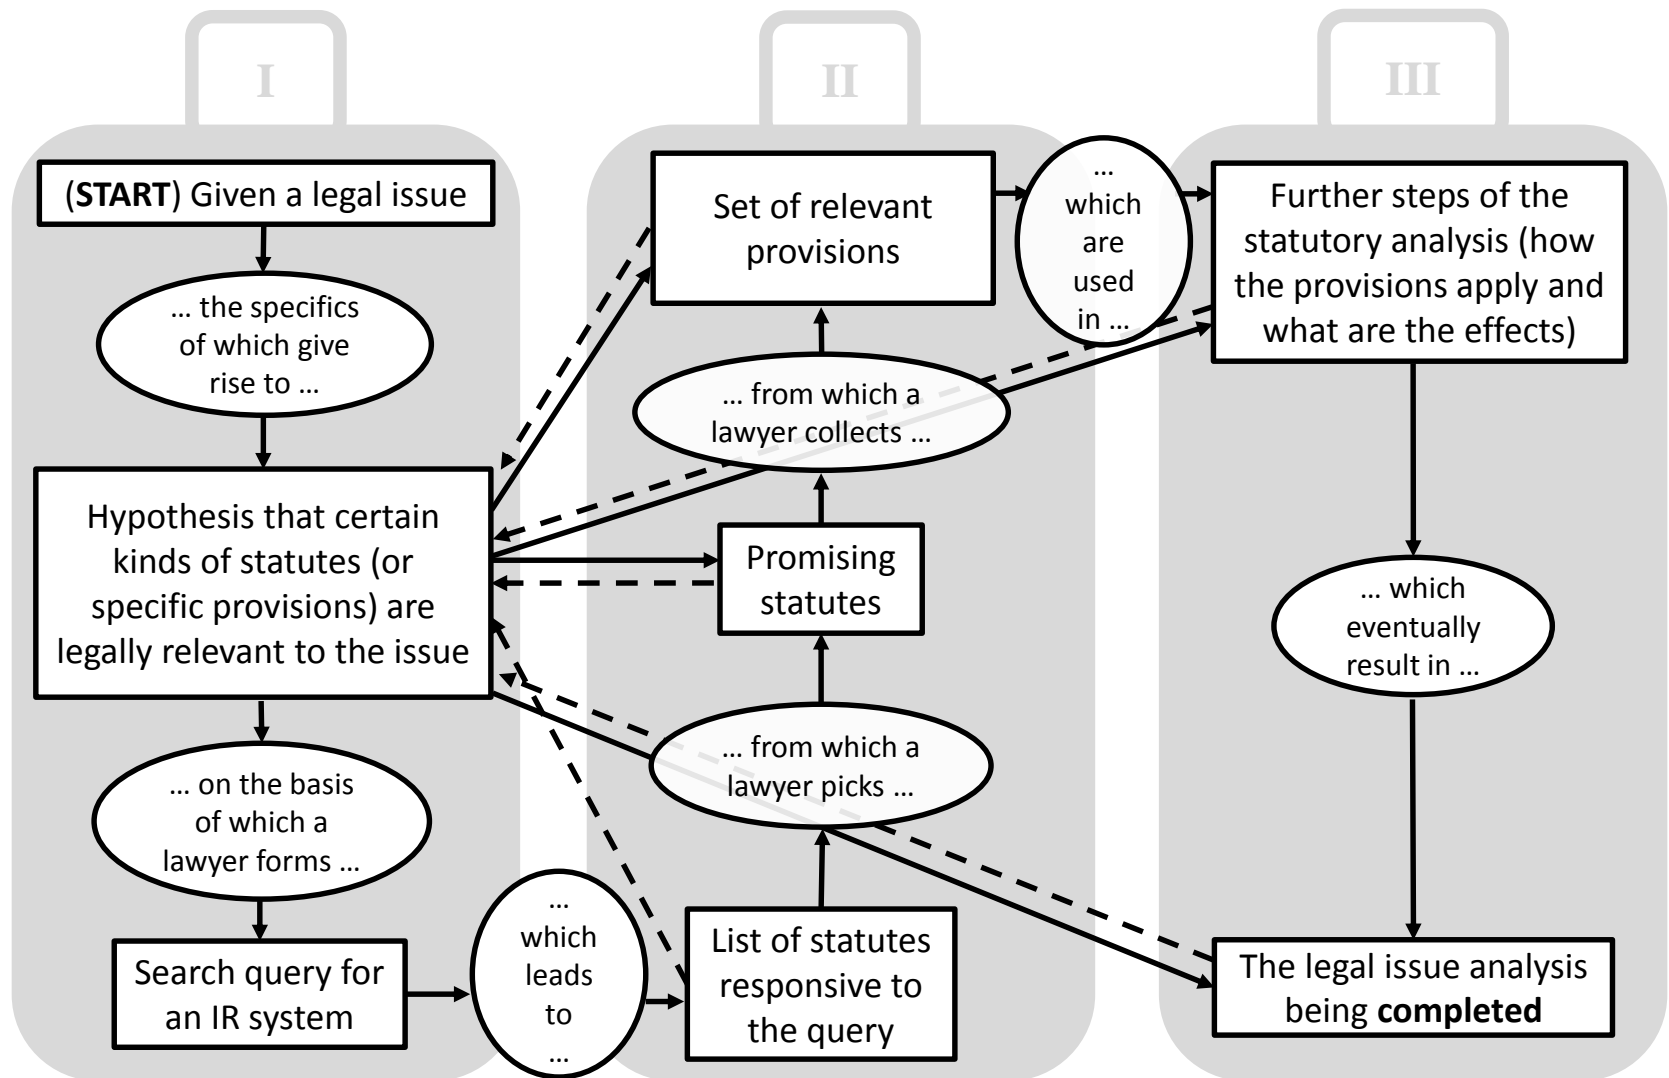 I
II
III
(START) Given a legal issue
... the specifics
of which give
rise to ...
Hypothesis that certain
kinds of statutes (or
specific provisions) are
legally relevant to the issue
... on the basis
of which a
lawyer forms ...
Search query for
an IR system
...
which
leads
to
...
List of statutes
responsive to
the query
... from which a
lawyer picks ...
Promising
statutes
... from which a
lawyer collects ...
Set of relevant
provisions
...
which
are
used
in ...
Further steps of the
statutory analysis (how
the provisions apply and
what are the effects)
... which
eventually
result in ...
The legal issue analysis
being completed